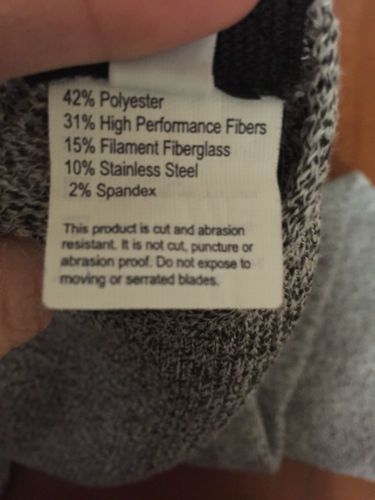 42% Polyester
31% High Performance Fibers
15% Filament Fiberglass
10% Stainless Steel
2% Spandex
This product is cut and abrasion
resistant. It is not cut, puncture or
abrasion proof. Do not expose to
moving or serrated blades.